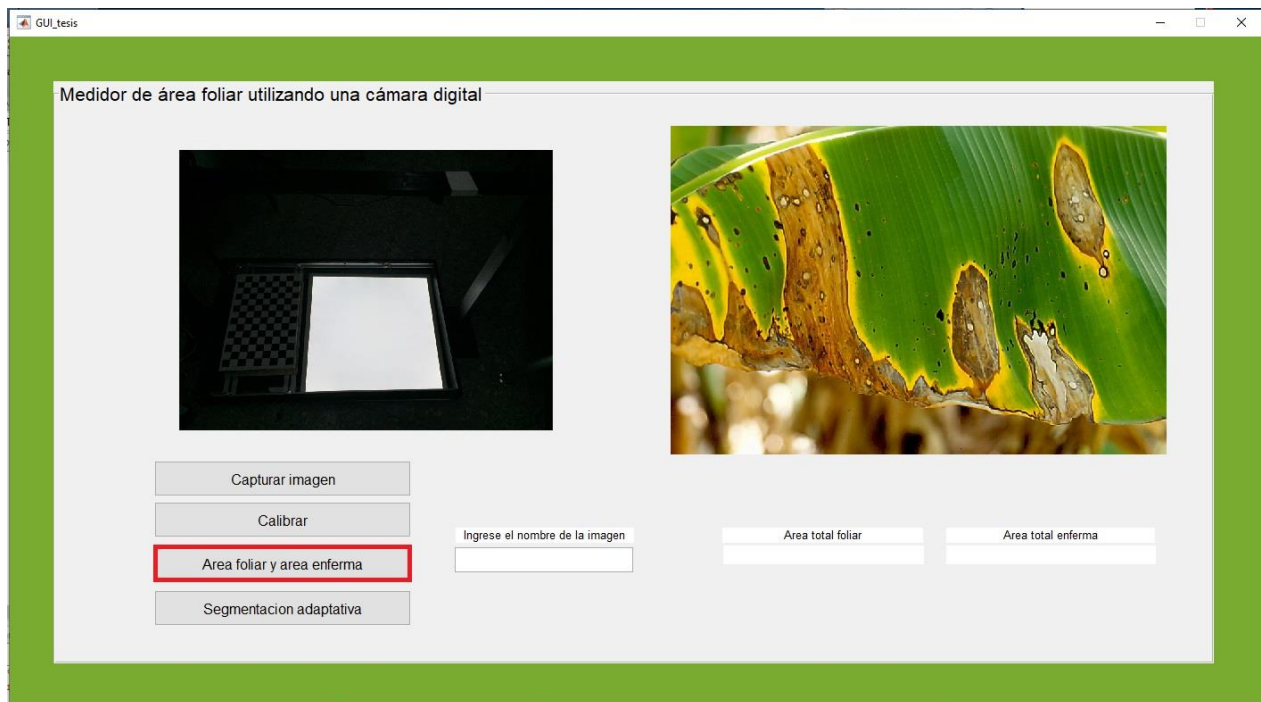 GUI_tesis
Medidor de área foliar utilizando una cámara digital
Capturar imagen
Calibrar
Area foliar y area enferma
Segmentacion adaptativa
Ingrese el nombre de la imagen
Area total foliar
Area total enferma